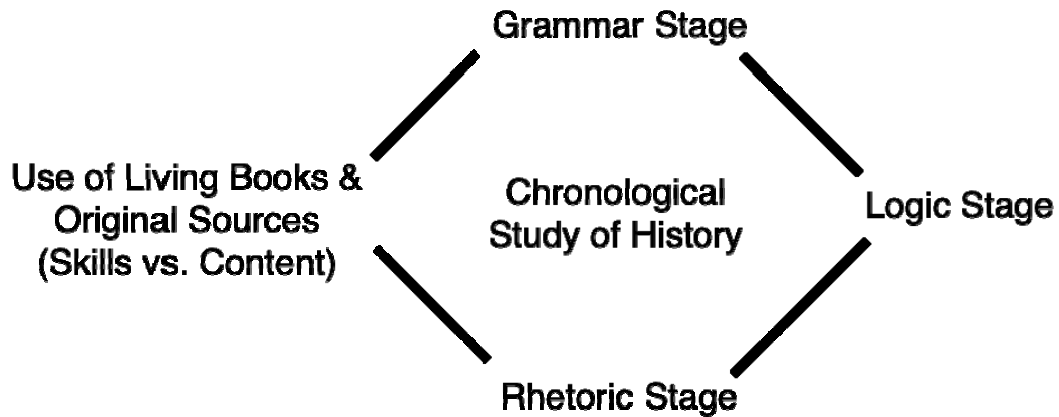 Grammar Stage
Use of Living Books &
Original Sources
(Skills vs. Content)
Chronological
Study of History
Logic Stage
Rhetoric Stage